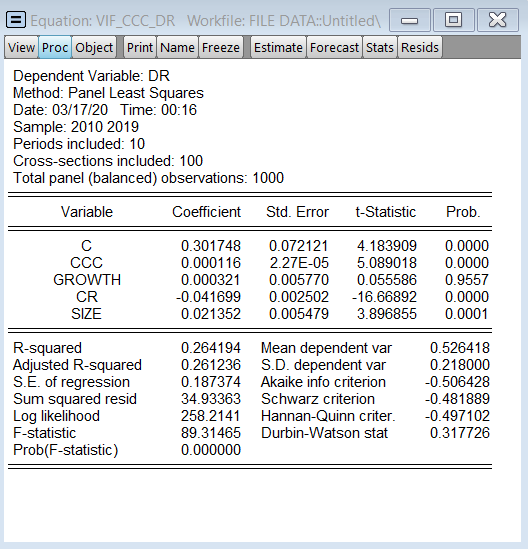 Equation: VIF_CCC_DR Workfile: FILE DATA::Untitled\
View Proc Object Print Name Freeze Estimate Forecast Stats Resids
Dependent Variable: DR
Method: Panel Least Squares
Date: 03/17/20 Time: 00:16
Sample: 2010 2019
Periods included: 10
Cross-sections included: 100
Total panel (balanced) observations: 1000
Variable Coefficient Std. Error t-Statistic Prob.
C 0.301748 0.072121 4.183909 0.0000
CCC 0.000116 2.27E-05 5.089018 0.0000
GROWTH 0.000321 0.005770 0.055586 0.9557
CR -0.041699 0.002502 -16.66892 0.0000
SIZE 0.021352 0.005479 3.896855 0.0001
R-squared 0.264194 Mean dependent var 0.526418
Adjusted R-squared 0.261236 S.D. dependent var 0.218000
S.E. of regression 0.187374 Akaike info criterion -0.506428
Sum squared resid 34.93363 Schwarz criterion -0.481889
Log likelihood 258.2141 Hannan-Quinn criter. -0.497102
F-statistic 89.31465 Durbin-Watson stat 0.317726
Prob(F-statistic) 0.000000